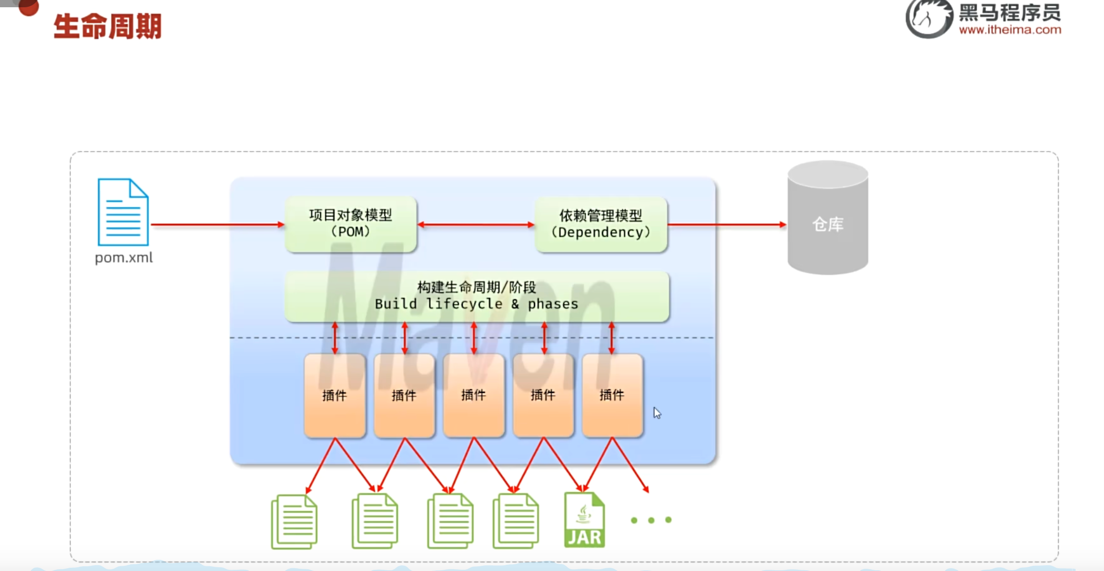 生命周期
黑马程序员
www.itheima.com
pom.xml
项目对象模型
（POM）
依赖管理模型
（Dependency）
仓库
构建生命周期/阶段
Build lifecycle & phases
Maven
插件
插件
插件
插件
插件
JAR